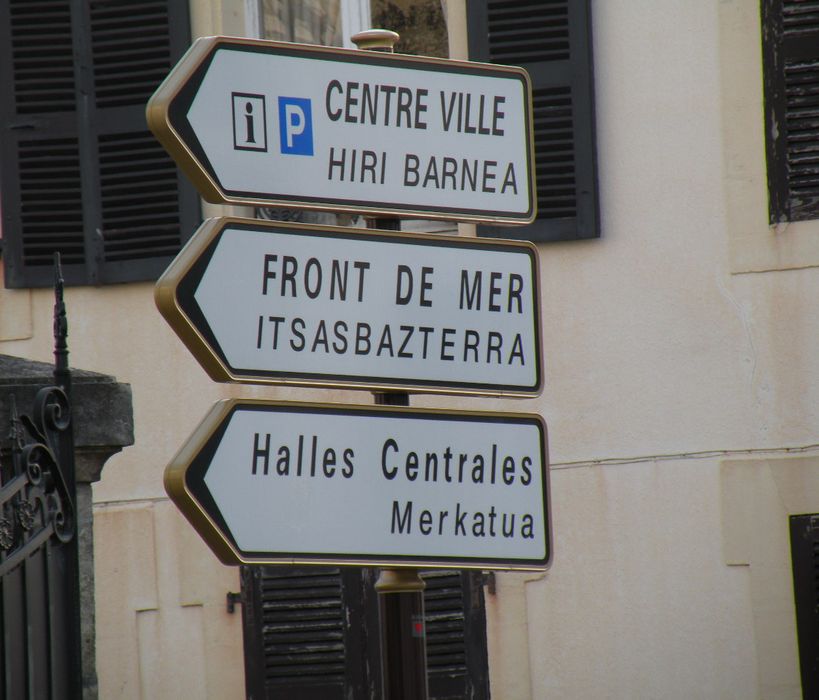 i P CENTRE VILLE
HIRI BARNEA
FRONT DE MER
ITSASBAZTERRA
Halles Centrales
Merkatua